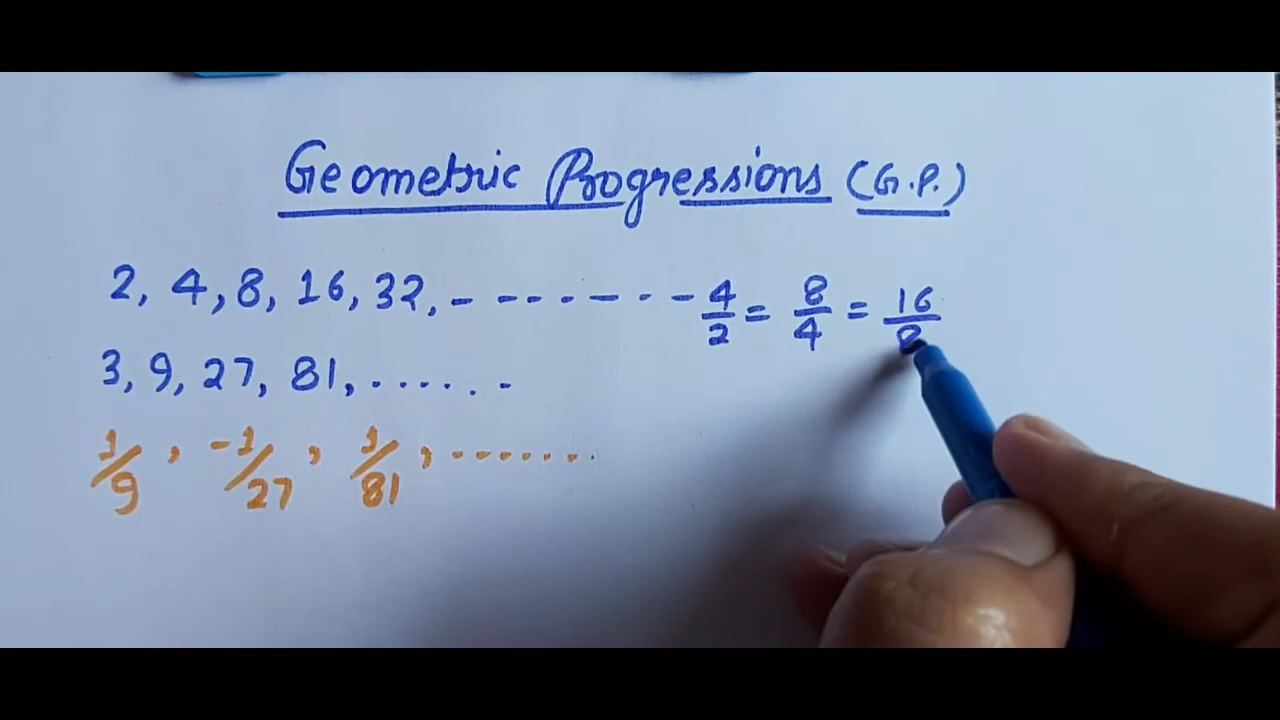 Geometric Progressions (G.P.)
2, 4, 8, 16, 32, - - - - - - - - 4/2 = 8/4 = 16/8
3, 9, 27, 81, . . . . . . -
1/9 , -1/27 , 1/81 , - - - - - - -